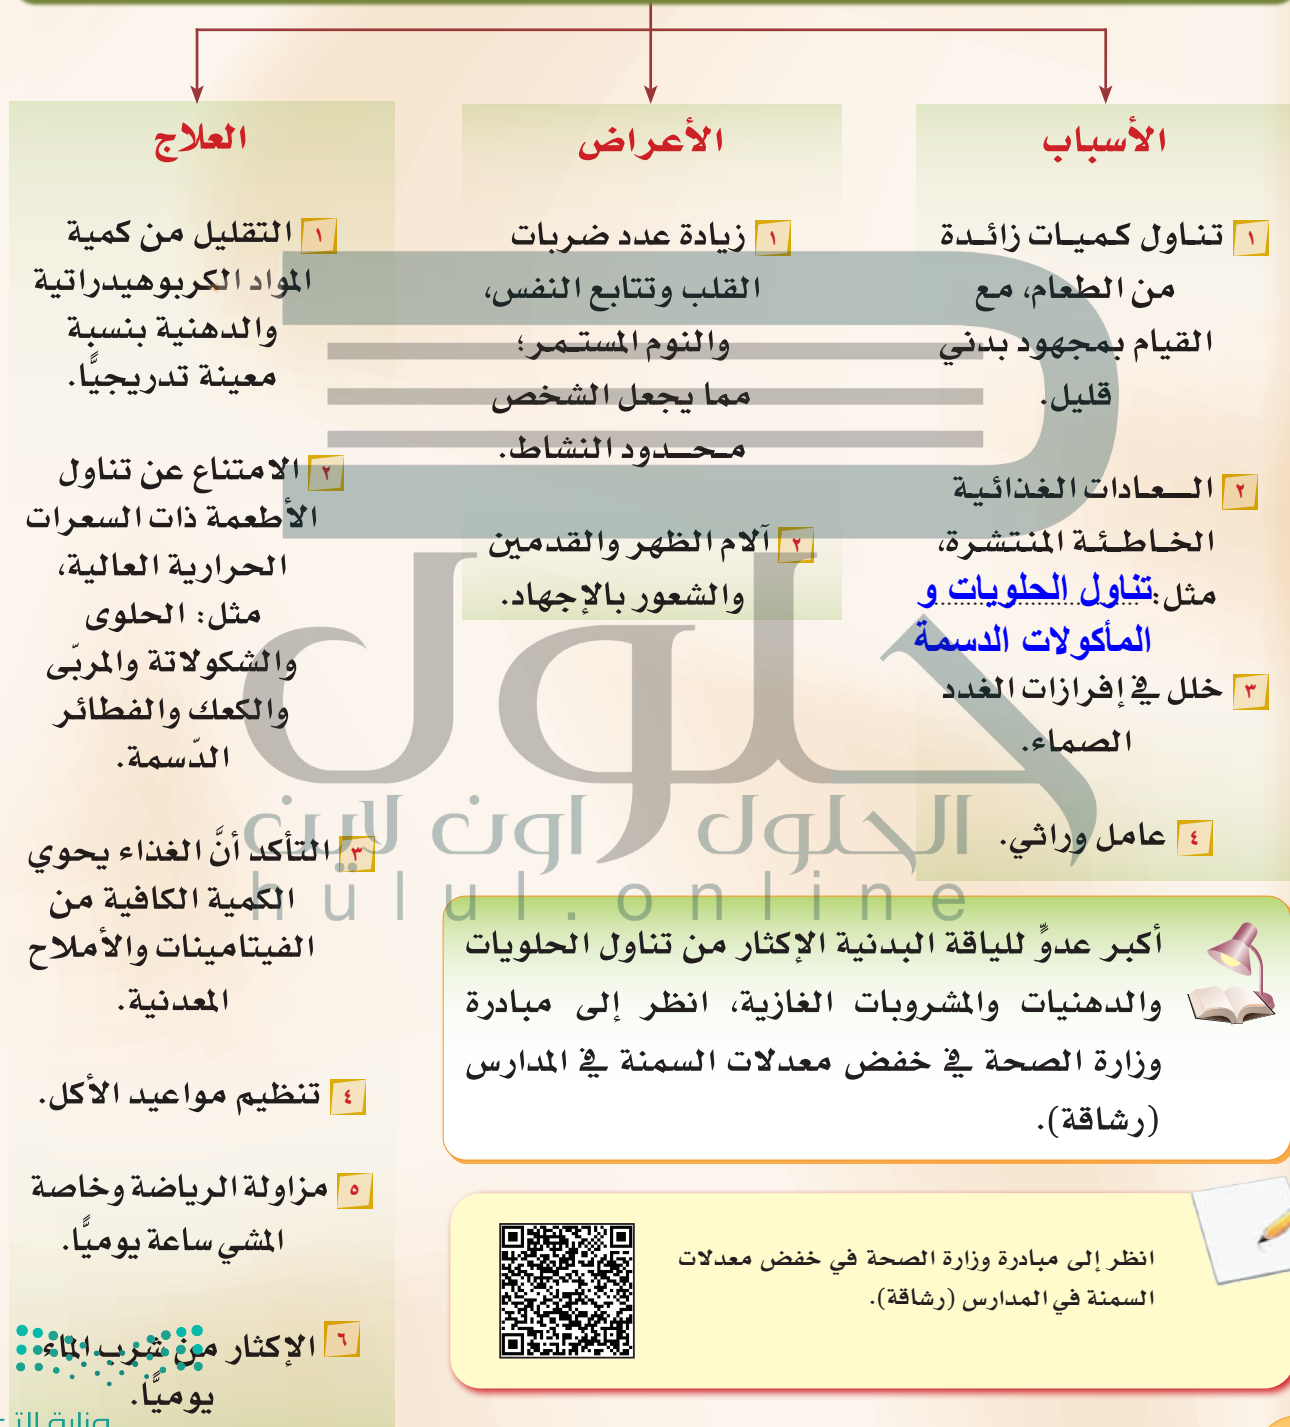 الأسباب
١ تناول كميات زائدة
من الطعام، مع
القيام بمجهود بدني
قليل.
٢ العادات الغذائية
الخاطئة المنتشرة،
مثل: تناول الحلويات و
المأكولات الدسمة
٣ خلل في إفرازات الغدد
الصماء.
٤ عامل وراثي.
الأعراض
١ زيادة عدد ضربات
القلب وتتابع النفس،
والنوم المستمر؛
مما يجعل الشخص
محدود النشاط.
٢ آلام الظهر والقدمين
والشعور بالإجهاد.
العلاج
١ التقليل من كمية
المواد الكربوهيدراتية
والدهنية بنسبة
معينة تدريجيًّا.
٢ الامتناع عن تناول
الأطعمة ذات السعرات
الحرارية العالية،
مثل: الحلوى
والشكولاتة والمربّى
والكعك والفطائر
الدّسمة.
٣ التأكد أنَّ الغذاء يحوي
الكمية الكافية من
الفيتامينات والأملاح
المعدنية.
٤ تنظيم مواعيد الأكل.
٥ مزاولة الرياضة وخاصة
المشي ساعة يوميًّا.
٦ الإكثار من شرب الماء
يوميًّا.
أكبر عدوٍّ للياقة البدنية الإكثار من تناول الحلويات
والدهنيات والمشروبات الغازية، انظر إلى مبادرة
وزارة الصحة في خفض معدلات السمنة في المدارس
(رشاقة).
انظر إلى مبادرة وزارة الصحة في خفض معدلات
السمنة في المدارس (رشاقة).
حلول
الحلول اون لاين
hulul.online